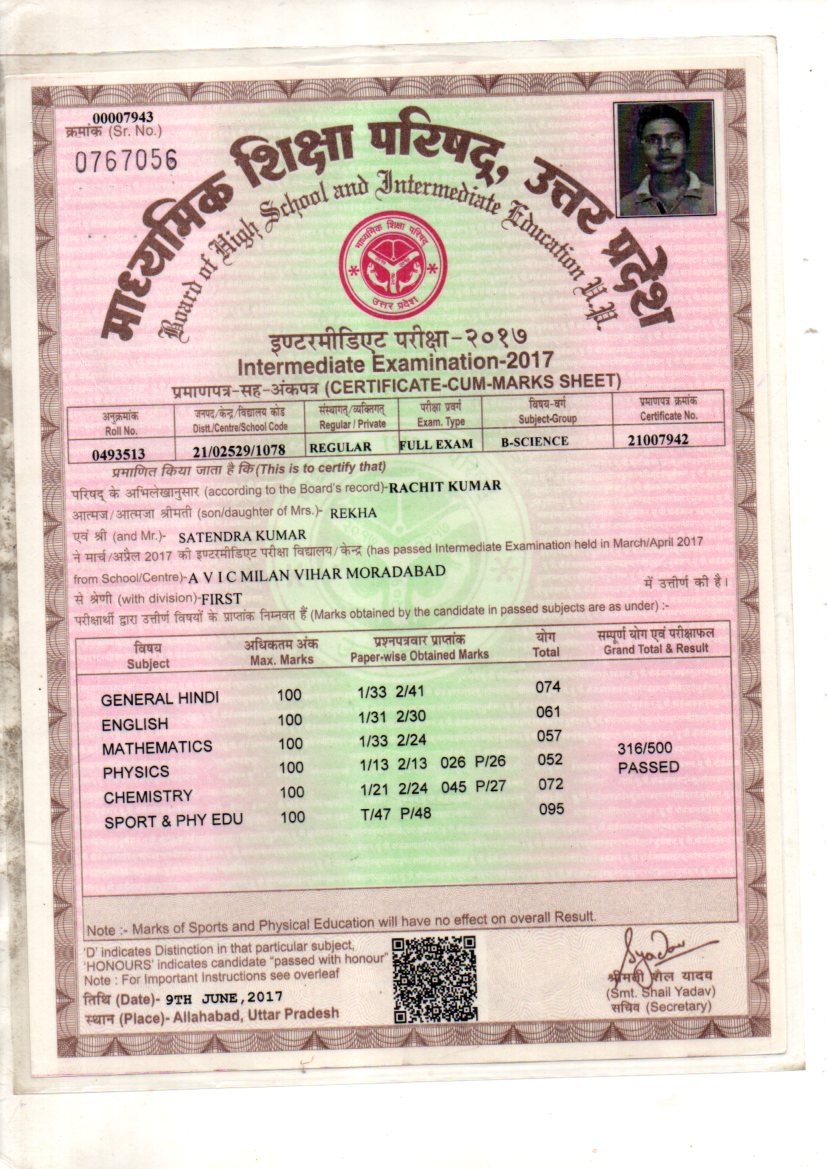 00007943
क्रमांक (Sr. No.)
0767056
माध्यमिक शिक्षा परिषद्, उत्तर प्रदेश
Board of High School and Intermediate Education U.P.
माध्यमिक शिक्षा परिषद्
उत्तर प्रदेश
इण्टरमीडिएट परीक्षा-२०१७
Intermediate Examination-2017
प्रमाणपत्र-सह-अंकपत्र (CERTIFICATE-CUM-MARKS SHEET)
अनुक्रमांक जनपद/केन्द्र/विद्यालय कोड संस्थागत्/व्यक्तिगत् परीक्षा प्रवर्ग विषय-वर्ग प्रमाणपत्र क्रमांक
Roll No. Distt./Centre/School Code Regular / Private Exam. Type Subject-Group Certificate No.
0493513 21/02529/1078 REGULAR FULL EXAM B-SCIENCE 21007942
प्रमाणित किया जाता है कि (This is to certify that)
परिषद् के अभिलेखानुसार (according to the Board's record)-RACHIT KUMAR
आत्मज/आत्मजा श्रीमती (son/daughter of Mrs.)- REKHA
एवं श्री (and Mr.)- SATENDRA KUMAR
ने मार्च/अप्रैल 2017 की इण्टरमीडिएट परीक्षा विद्यालय/केन्द्र (has passed Intermediate Examination held in March/April 2017
from School/Centre)-A V I C MILAN VIHAR MORADABAD में उत्तीर्ण की है।
से श्रेणी (with division)-FIRST
परीक्षार्थी द्वारा उत्तीर्ण विषयों के प्राप्तांक निम्नवत हैं (Marks obtained by the candidate in passed subjects are as under) :-
विषय अधिकतम अंक प्रश्नपत्रवार प्राप्तांक योग सम्पूर्ण योग एवं परीक्षाफल
Subject Max. Marks Paper-wise Obtained Marks Total Grand Total & Result
GENERAL HINDI 100 1/33 2/41 074
ENGLISH 100 1/31 2/30 061
MATHEMATICS 100 1/33 2/24 057 316/500
PHYSICS 100 1/13 2/13 026 P/26 052 PASSED
CHEMISTRY 100 1/21 2/24 045 P/27 072
SPORT & PHY EDU 100 T/47 P/48 095
Note :- Marks of Sports and Physical Education will have no effect on overall Result.
'D' indicates Distinction in that particular subject,
'HONOURS' indicates candidate "passed with honour"
Note : For Important Instructions see overleaf
तिथि (Date)- 9TH JUNE,2017
स्थान (Place)- Allahabad, Uttar Pradesh
Syadav
श्रीमती शैल यादव
(Smt. Shail Yadav)
सचिव (Secretary)